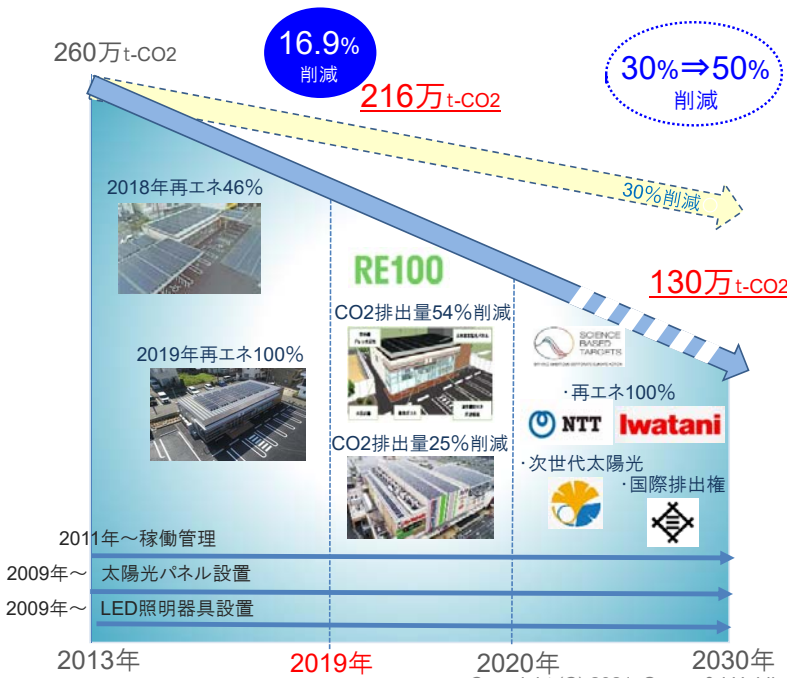 16.9%
削減
260万t-CO2
30%⇒50%
削減
216万t-CO2
2018年再エネ46%
30%削減
RE100
130万t-CO2
CO2排出量54%削減
2019年再エネ100%
SCIENCE
BASED
TARGETS
・再エネ100%
NTT
Iwatani
CO2排出量25%削減
・次世代太陽光
・国際排出権
2011年～稼働管理
2009年～ 太陽光パネル設置
2009年～ LED照明器具設置
2013年
2019年
2020年
2030年